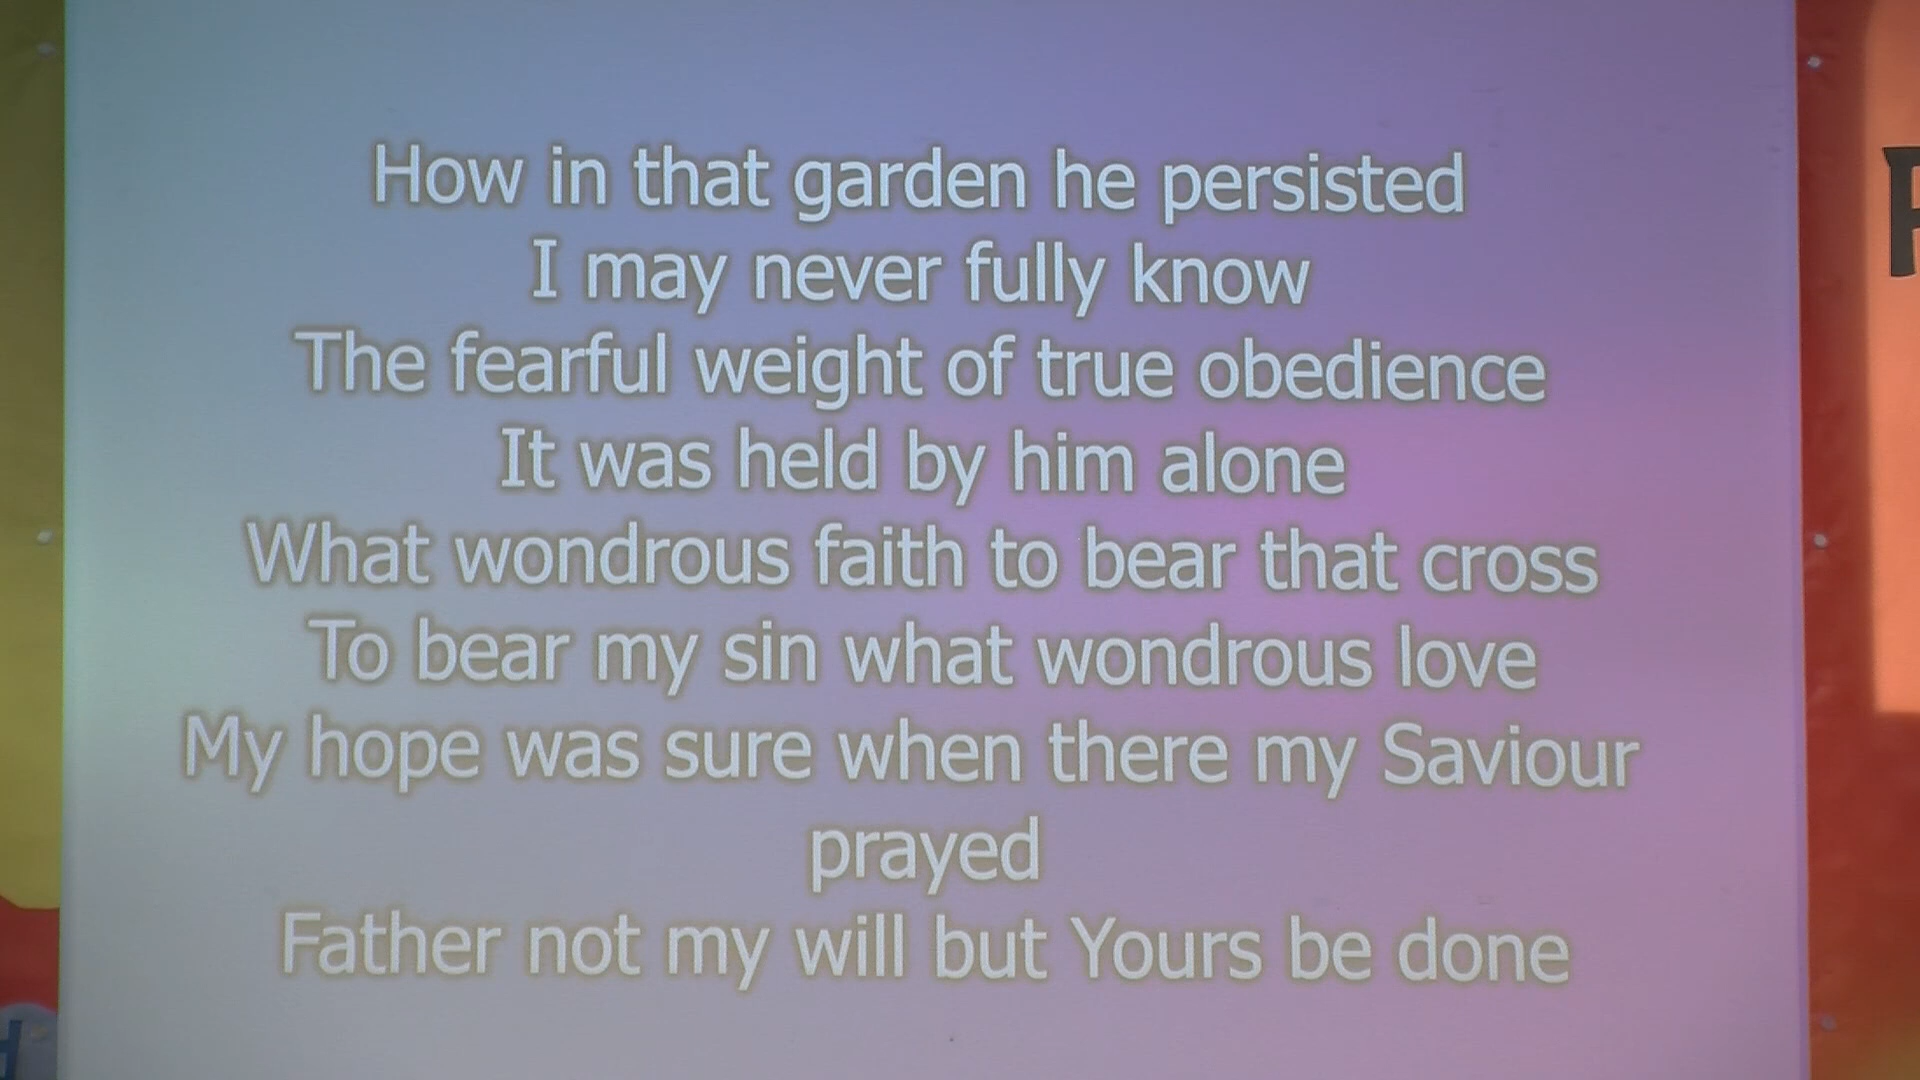 How in that garden he persisted
I may never fully know
The fearful weight of true obedience
It was held by him alone
What wondrous faith to bear that cross
To bear my sin what wondrous love
My hope was sure when there my Saviour
prayed
Father not my will but Yours be done